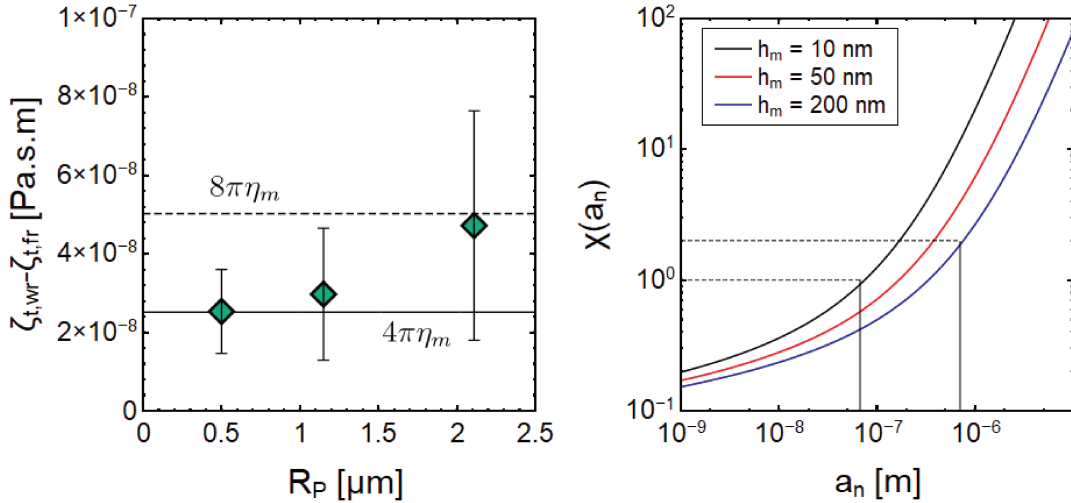 1×10⁻⁷
8×10⁻⁸
6×10⁻⁸
4×10⁻⁸
2×10⁻⁸
0
ζt,wr-ζt,fr [Pa.s.m]
8πηm
4πηm
0 0.5 1 1.5 2 2.5
RP [µm]
10²
10¹
10⁰
10⁻¹
χ(an)
hm = 10 nm
hm = 50 nm
hm = 200 nm
10⁻⁹ 10⁻⁸ 10⁻⁷ 10⁻⁶
an [m]